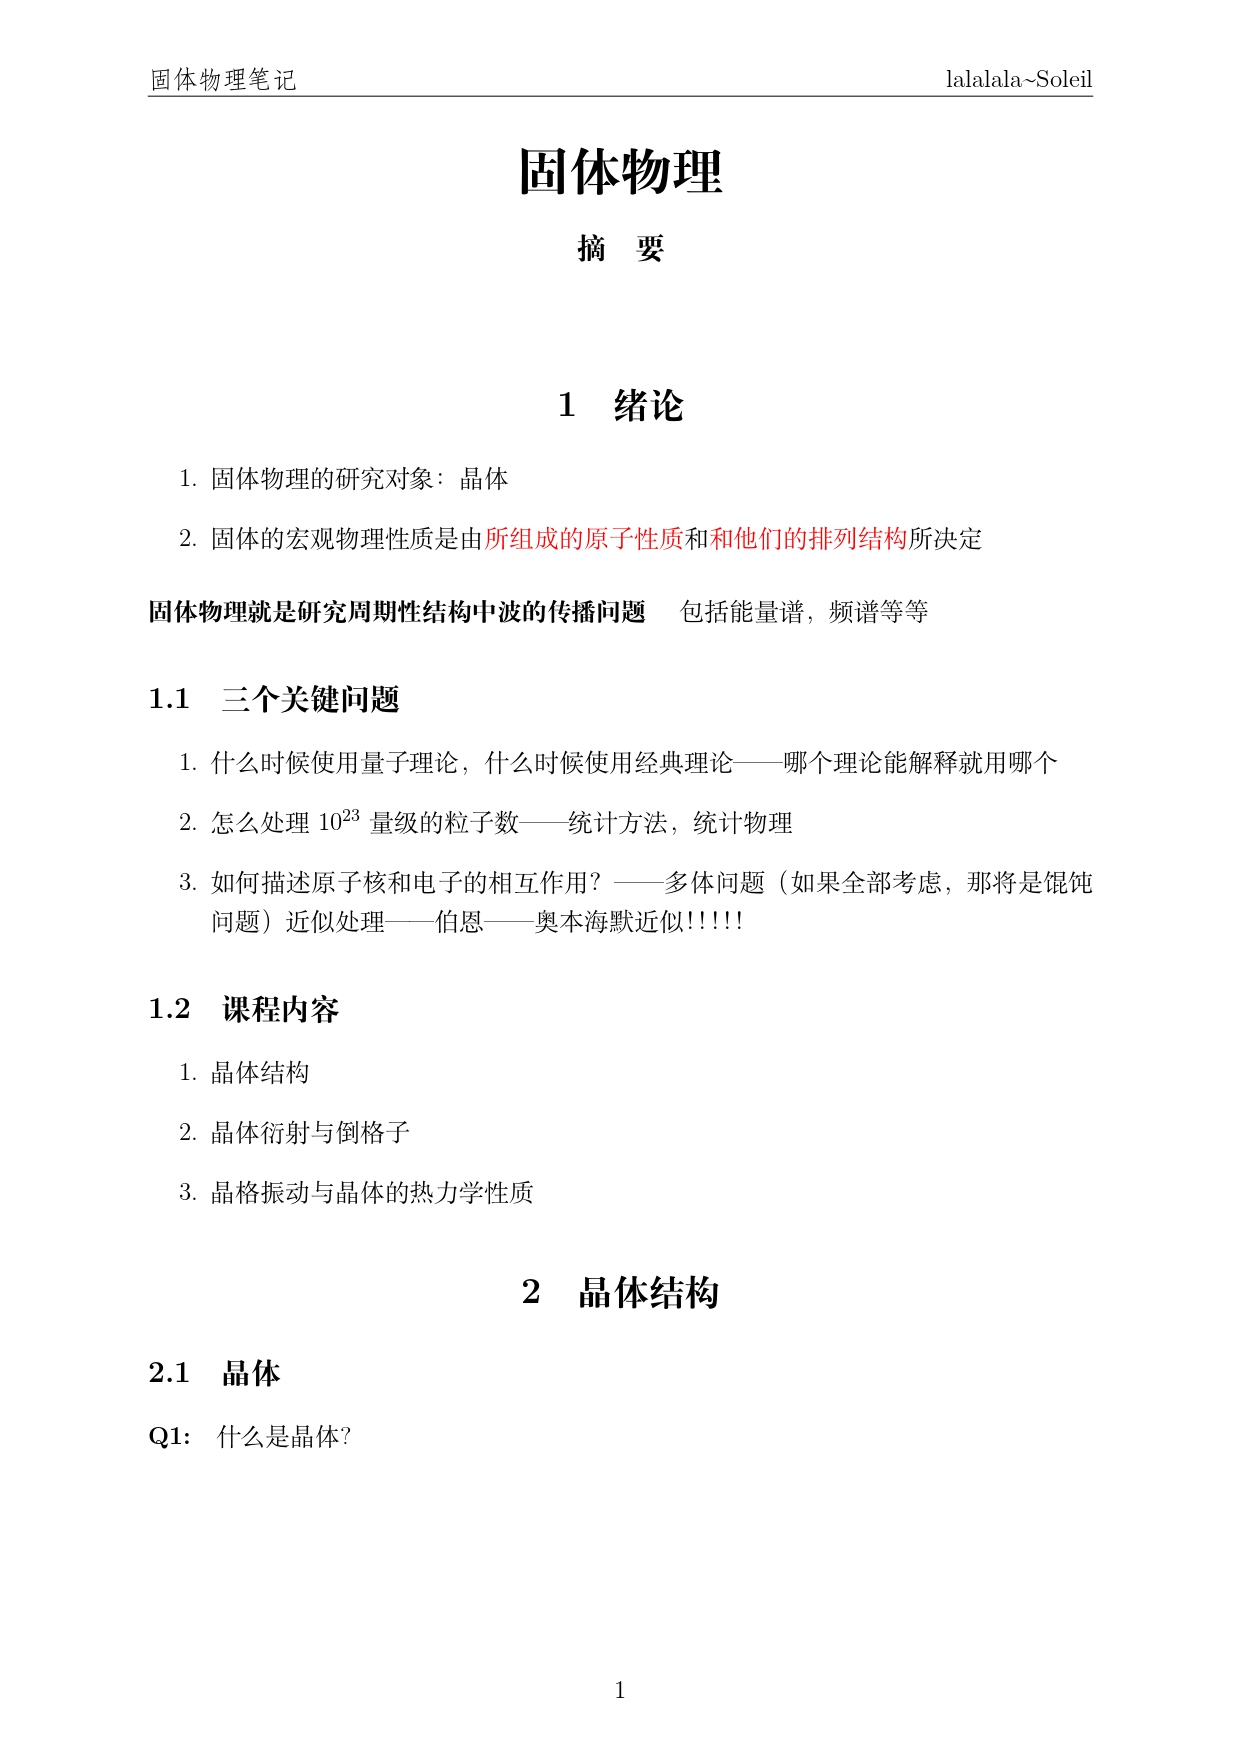 固体物理笔记 lalalala~Soleil
固体物理
摘 要
1 绪论
1. 固体物理的研究对象：晶体
2. 固体的宏观物理性质是由所组成的原子性质和和他们的排列结构所决定
固体物理就是研究周期性结构中波的传播问题 包括能量谱，频谱等等
1.1 三个关键问题
1. 什么时候使用量子理论，什么时候使用经典理论——哪个理论能解释就用哪个
2. 怎么处理 10²³ 量级的粒子数——统计方法，统计物理
3. 如何描述原子核和电子的相互作用？——多体问题（如果全部考虑，那将是馄饨
问题）近似处理——伯恩——奥本海默近似！！！！！
1.2 课程内容
1. 晶体结构
2. 晶体衍射与倒格子
3. 晶格振动与晶体的热力学性质
2 晶体结构
2.1 晶体
Q1: 什么是晶体？
1